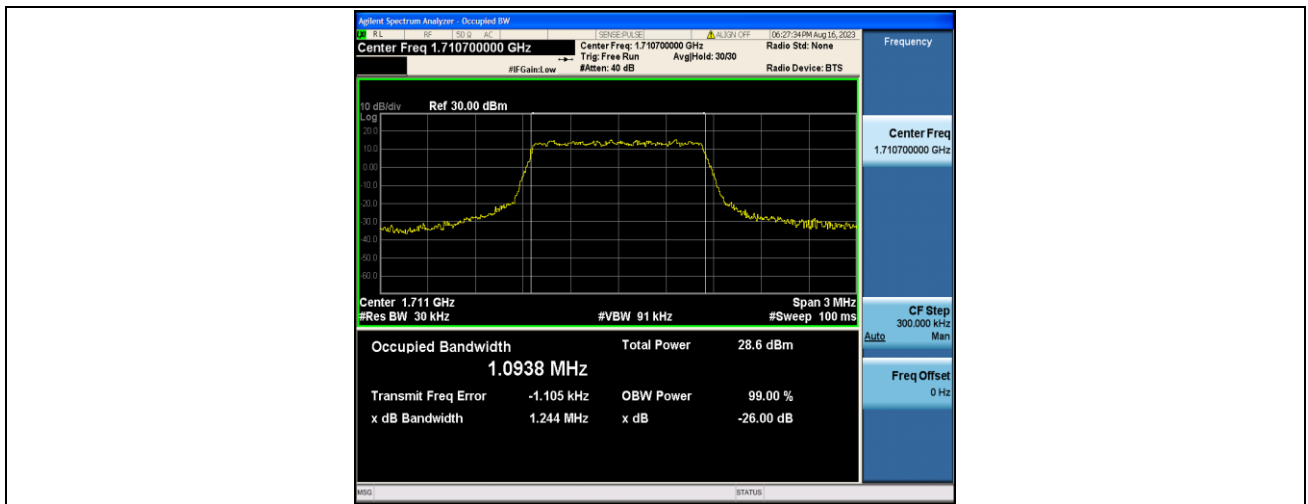 Agilent Spectrum Analyzer - Occupied BW
RL RF 50 Ω AC SENSE:PULSE ALIGN OFF 06:27:34 PM Aug 16, 2023
Center Freq 1.710700000 GHz
Center Freq: 1.710700000 GHz Radio Std: None
Trig: Free Run Avg|Hold: 30/30
#IFGain:Low #Atten: 40 dB Radio Device: BTS
Frequency
10 dB/div Ref 30.00 dBm
Log
20.0
10.0
0.00
-10.0
-20.0
-30.0
-40.0
-50.0
-60.0
Center 1.711 GHz Span 3 MHz
#Res BW 30 kHz #VBW 91 kHz #Sweep 100 ms
Occupied Bandwidth Total Power 28.6 dBm
1.0938 MHz
Transmit Freq Error -1.105 kHz OBW Power 99.00 %
x dB Bandwidth 1.244 MHz x dB -26.00 dB
Center Freq
1.710700000 GHz
CF Step
300.000 kHz
Auto Man
Freq Offset
0 Hz
MSG STATUS